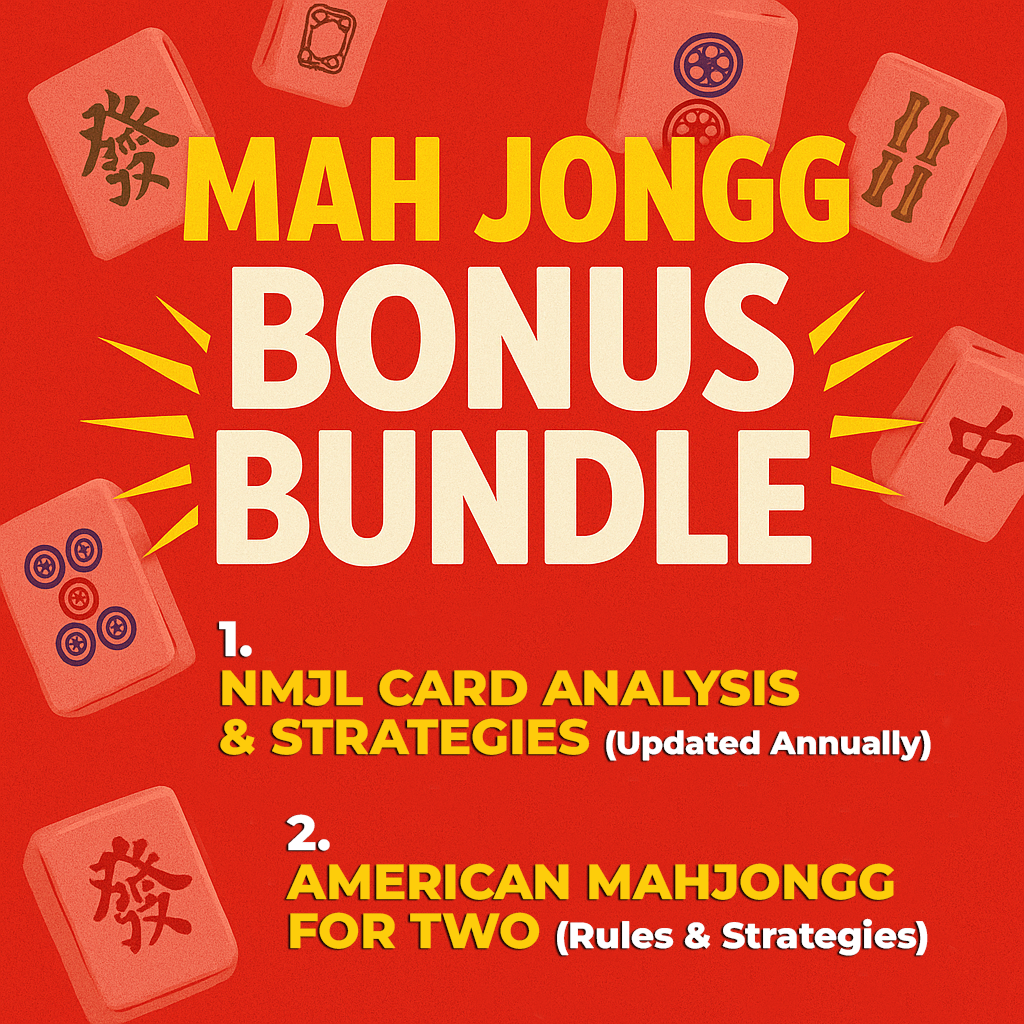 發
MAH JONGG
BONUS
BUNDLE
中
1.
NMJL CARD ANALYSIS
& STRATEGIES (Updated Annually)
2.
AMERICAN MAHJONGG
FOR TWO (Rules & Strategies)
發